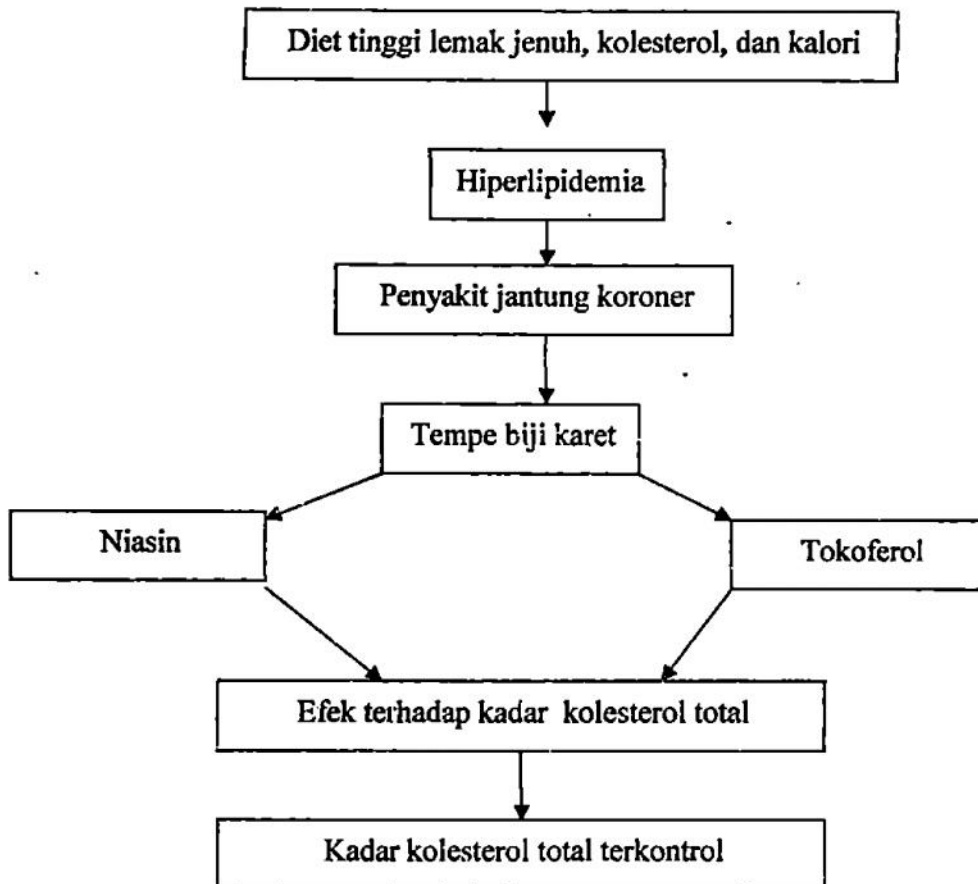 Diet tinggi lemak jenuh, kolesterol, dan kalori
Hiperlipidemia
Penyakit jantung koroner
Tempe biji karet
Niasin
Tokoferol
Efek terhadap kadar kolesterol total
Kadar kolesterol total terkontrol